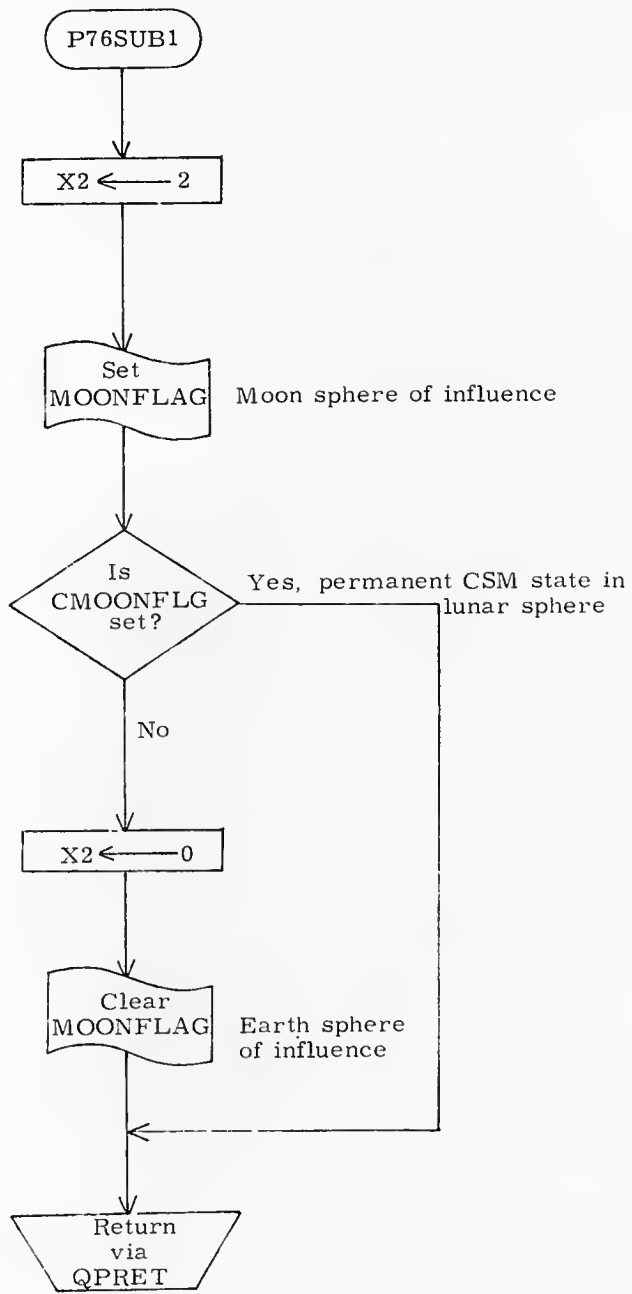 P76SUB1
X2 ← 2
Set
MOONFLAG
Moon sphere of influence
Is
CMOONFLG
set?
Yes, permanent CSM state in
lunar sphere
No
X2 ← 0
Clear
MOONFLAG
Earth sphere
of influence
Return
via
QPRET